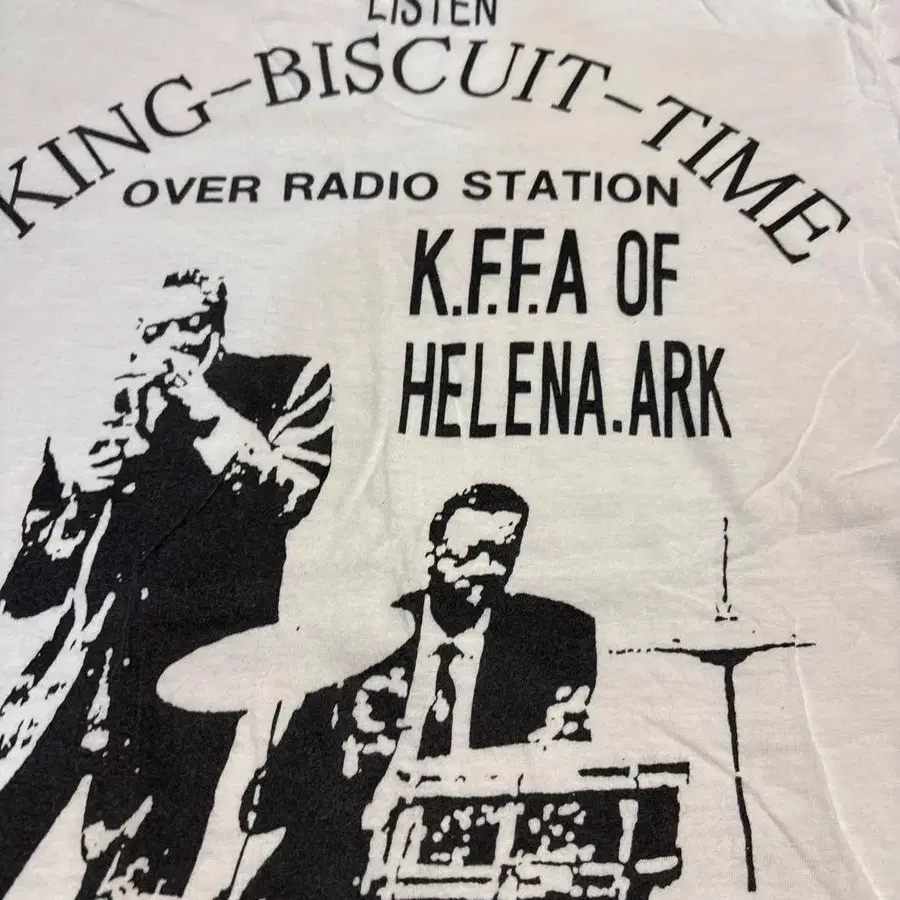 LISTEN
KING-BISCUIT-TIME
OVER RADIO STATION
K.F.F.A OF
HELENA.ARK